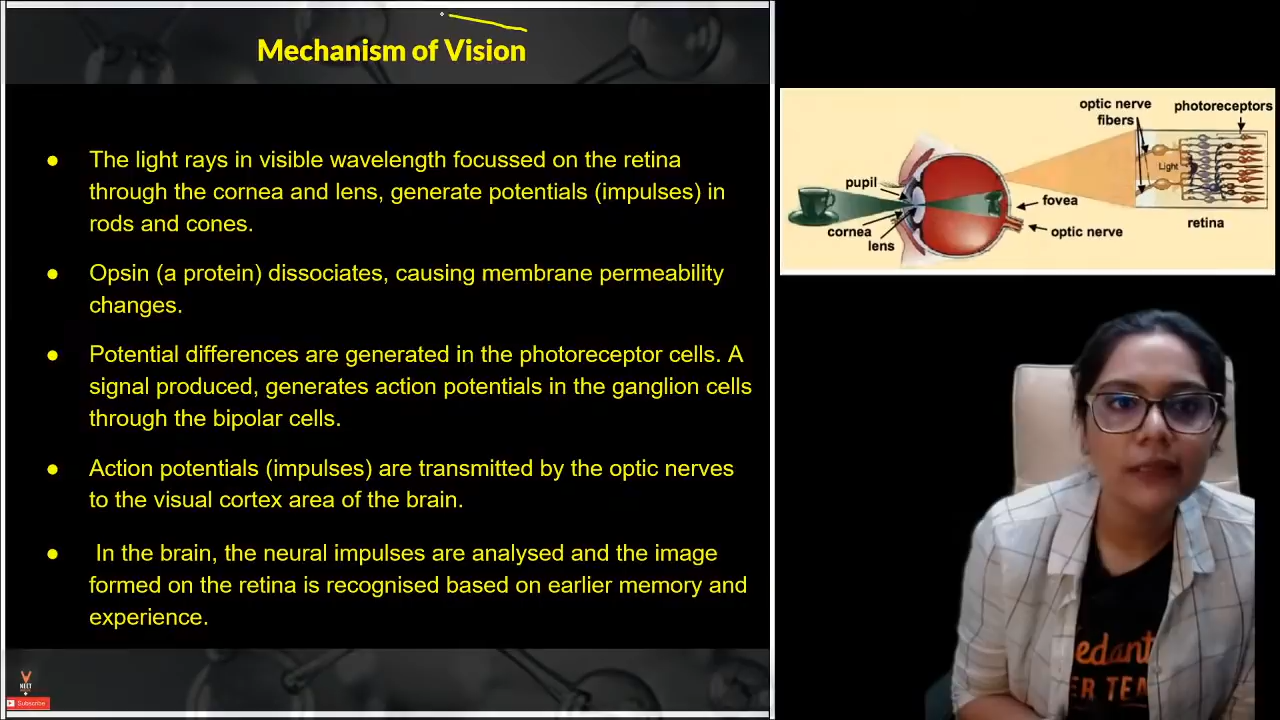 Mechanism of Vision
● The light rays in visible wavelength focussed on the retina
through the cornea and lens, generate potentials (impulses) in
rods and cones.
● Opsin (a protein) dissociates, causing membrane permeability
changes.
● Potential differences are generated in the photoreceptor cells. A
signal produced, generates action potentials in the ganglion cells
through the bipolar cells.
● Action potentials (impulses) are transmitted by the optic nerves
to the visual cortex area of the brain.
● In the brain, the neural impulses are analysed and the image
formed on the retina is recognised based on earlier memory and
experience.
NEET
Subscribe
optic nerve
fibers
photoreceptors
Light
pupil
cornea
lens
fovea
optic nerve
retina
edant
ER TEA